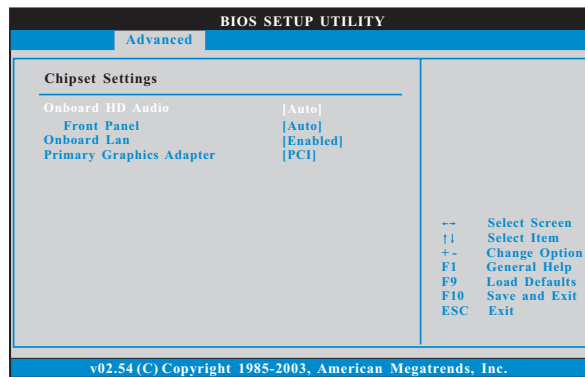 BIOS SETUP UTILITY
Advanced
Chipset Settings
Onboard HD Audio [Auto]
Front Panel [Auto]
Onboard Lan [Enabled]
Primary Graphics Adapter [PCI]
←→ Select Screen
↑↓ Select Item
+ - Change Option
F1 General Help
F9 Load Defaults
F10 Save and Exit
ESC Exit
v02.54 (C) Copyright 1985-2003, American Megatrends, Inc.